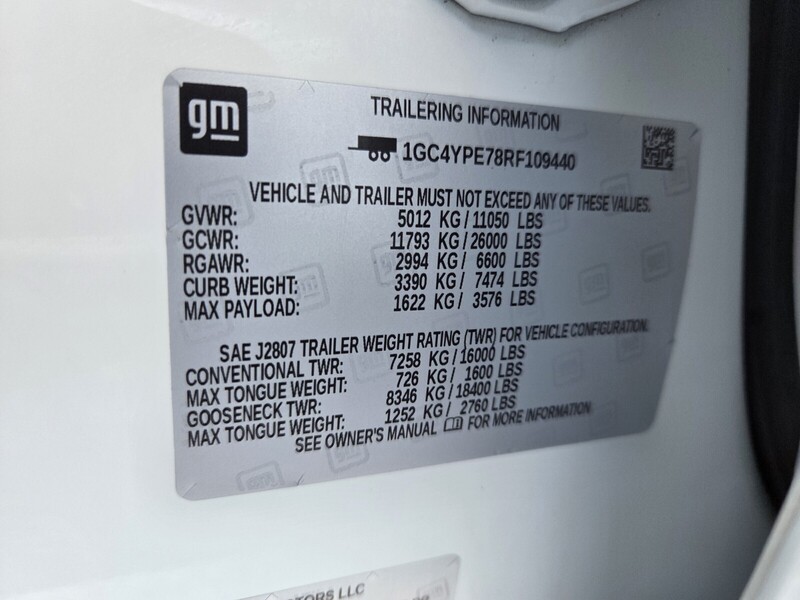 gm
TRAILERING INFORMATION
1GC4YPE78RF109440
VEHICLE AND TRAILER MUST NOT EXCEED ANY OF THESE VALUES.
GVWR: 5012 KG / 11050 LBS
GCWR: 11793 KG / 26000 LBS
RGAWR: 2994 KG / 6600 LBS
CURB WEIGHT: 3390 KG / 7474 LBS
MAX PAYLOAD: 1622 KG / 3576 LBS
SAE J2807 TRAILER WEIGHT RATING (TWR) FOR VEHICLE CONFIGURATION.
CONVENTIONAL TWR: 7258 KG / 16000 LBS
MAX TONGUE WEIGHT: 726 KG / 1600 LBS
GOOSENECK TWR: 8346 KG / 18400 LBS
MAX TONGUE WEIGHT: 1252 KG / 2760 LBS
SEE OWNER'S MANUAL FOR MORE INFORMATION
LLC